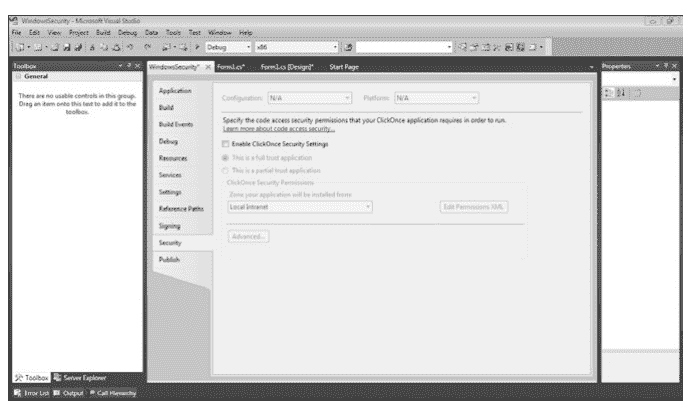 WindowsSecurity - Microsoft Visual Studio
File Edit View Project Build Debug Data Tools Test Window Help
Debug x86
Toolbox
General
There are no usable controls in this group.
Drag an item onto this text to add it to the
toolbox.
WindowsSecurity* Form1.cs* Form1.cs [Design]* Start Page
Application
Build
Build Events
Debug
Resources
Services
Settings
Reference Paths
Signing
Security
Publish
Configuration: N/A Platform: N/A
Specify the code access security permissions that your ClickOnce application requires in order to run.
Learn more about code access security...
Enable ClickOnce Security Settings
This is a full trust application
This is a partial trust application
ClickOnce Security Permissions
Zone your application will be installed from:
Local Intranet Edit Permissions XML
Advanced...
Properties
Toolbox Server Explorer
Error List Output Call Hierarchy